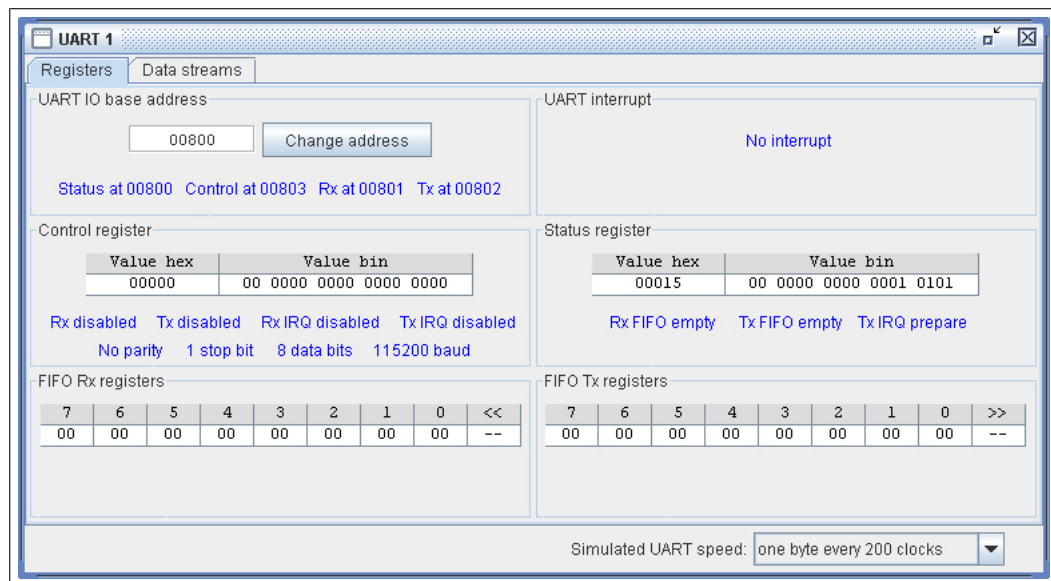 UART 1
Registers Data streams
UART IO base address
00800 Change address
Status at 00800 Control at 00803 Rx at 00801 Tx at 00802
UART interrupt
No interrupt
Control register
Value hex Value bin
00000 00 0000 0000 0000 0000
Rx disabled Tx disabled Rx IRQ disabled Tx IRQ disabled
No parity 1 stop bit 8 data bits 115200 baud
Status register
Value hex Value bin
00015 00 0000 0000 0001 0101
Rx FIFO empty Tx FIFO empty Tx IRQ prepare
FIFO Rx registers
7 6 5 4 3 2 1 0 <<
00 00 00 00 00 00 00 00 --
FIFO Tx registers
7 6 5 4 3 2 1 0 >>
00 00 00 00 00 00 00 00 --
Simulated UART speed: one byte every 200 clocks